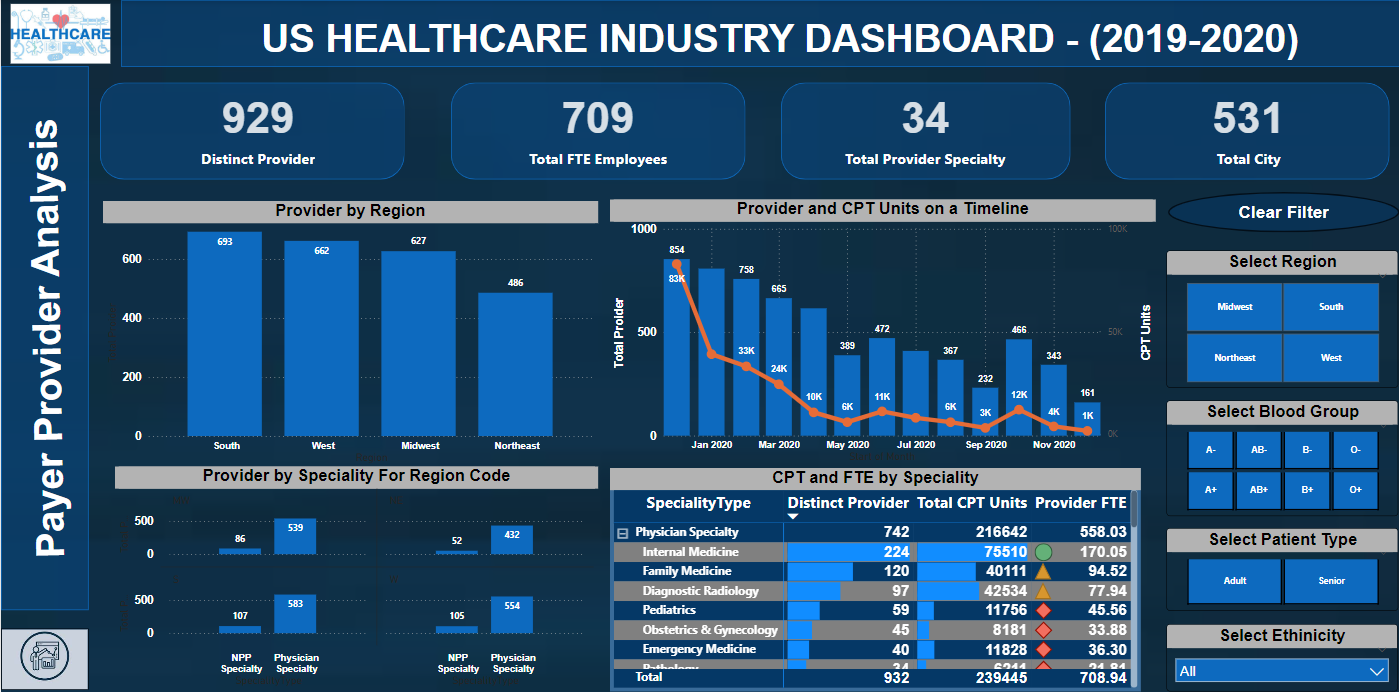 HEALTHCARE
US HEALTHCARE INDUSTRY DASHBOARD - (2019-2020)
Payer Provider Analysis
929
Distinct Provider
709
Total FTE Employees
34
Total Provider Specialty
531
Total City
Provider by Region
600
400
200
0
693
662
627
486
South
West
Midwest
Northeast
Provider and CPT Units on a Timeline
Total Proider
1000
500
0
854
758
665
389
472
367
232
466
343
161
83K
33K
24K
10K
6K
11K
6K
3K
12K
4K
1K
100K
50K
0K
CPT Units
Jan 2020
Mar 2020
May 2020
Jul 2020
Sep 2020
Nov 2020
Clear Filter
Select Region
Midwest
South
Northeast
West
Select Blood Group
A-
AB-
B-
O-
A+
AB+
B+
O+
Select Patient Type
Adult
Senior
Select Ethinicity
All
Provider by Speciality For Region Code
500
0
86
539
52
432
500
0
107
583
105
554
NPP Specialty
Physician Specialty
NPP Specialty
Physician Specialty
CPT and FTE by Speciality
SpecialityType Distinct Provider Total CPT Units Provider FTE
Physician Specialty 742 216642 558.03
Internal Medicine 224 75510 170.05
Family Medicine 120 40111 94.52
Diagnostic Radiology 97 42534 77.94
Pediatrics 59 11756 45.56
Obstetrics & Gynecology 45 8181 33.88
Emergency Medicine 40 11828 36.30
Pathology 34 6241 21.81
Total 932 239445 708.94